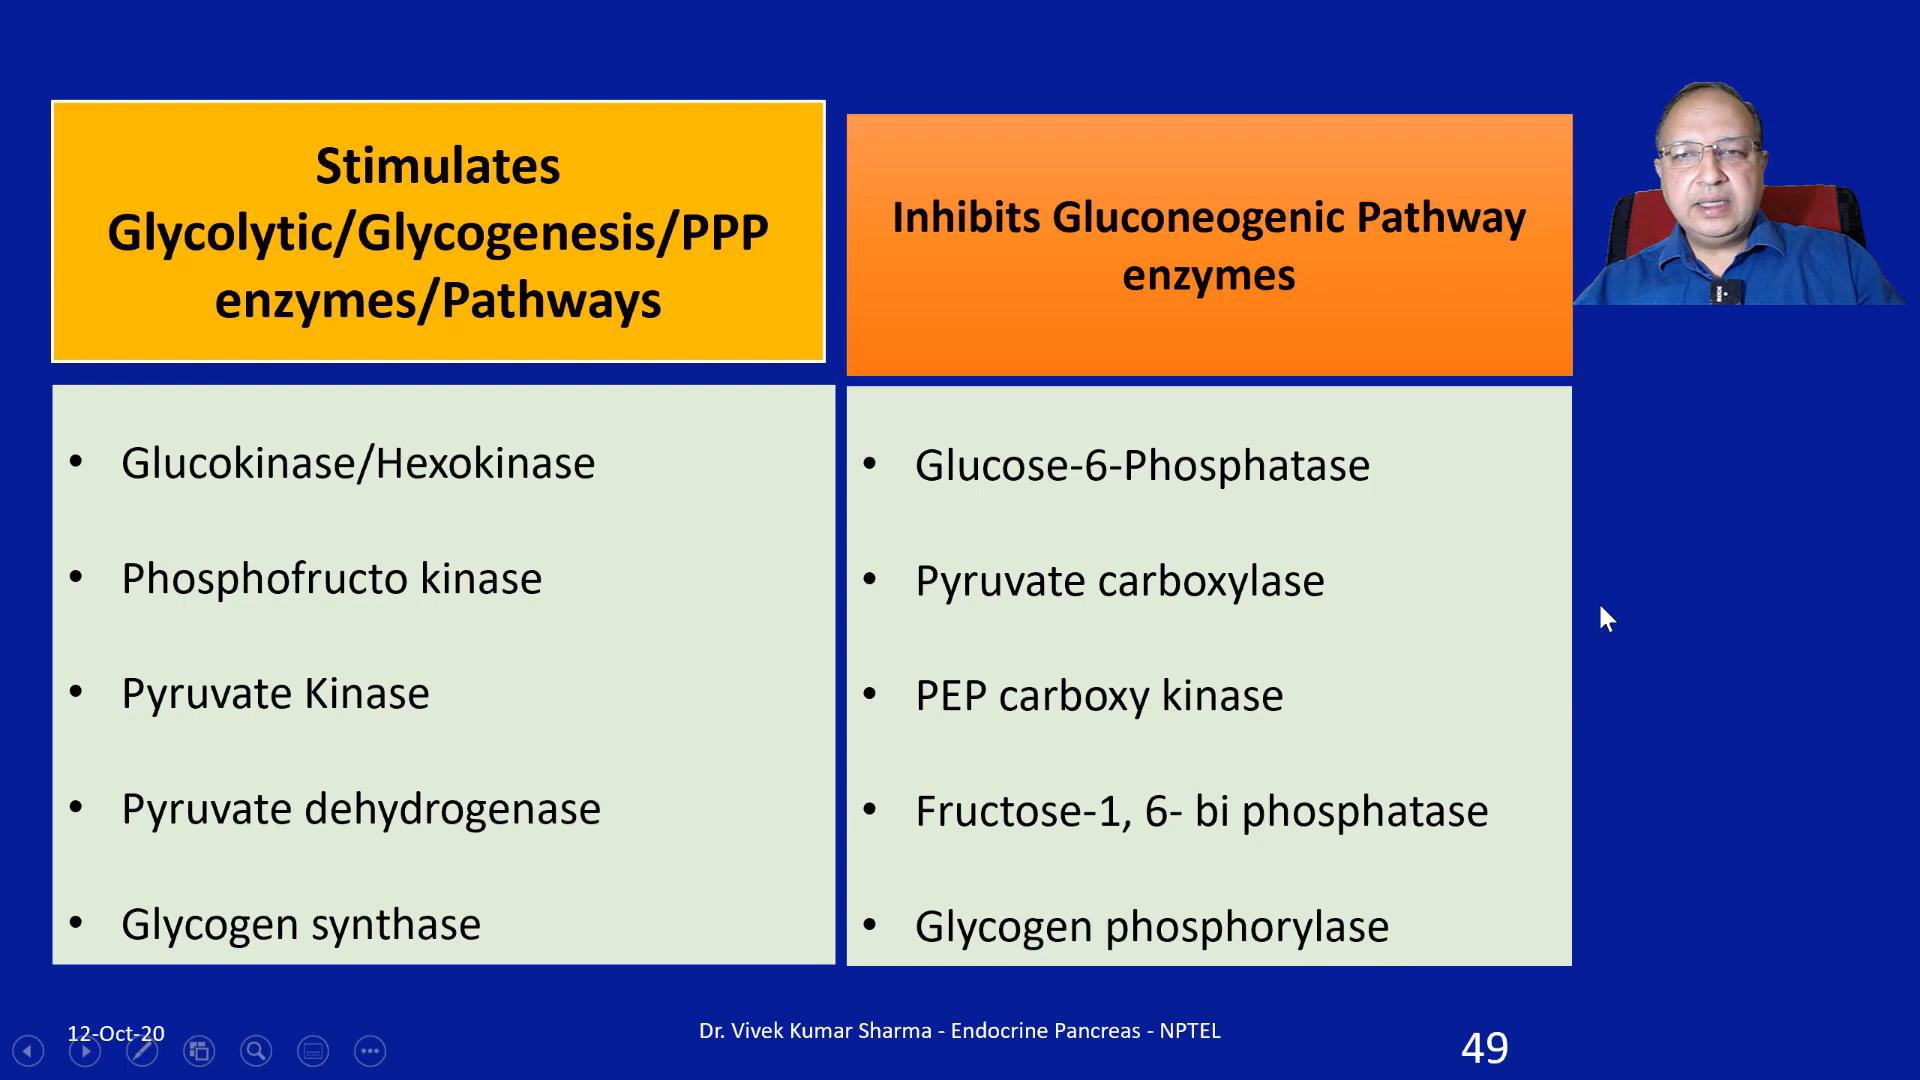 Stimulates
Glycolytic/Glycogenesis/PPP
enzymes/Pathways
• Glucokinase/Hexokinase
• Phosphofructo kinase
• Pyruvate Kinase
• Pyruvate dehydrogenase
• Glycogen synthase
Inhibits Gluconeogenic Pathway
enzymes
• Glucose-6-Phosphatase
• Pyruvate carboxylase
• PEP carboxy kinase
• Fructose-1, 6- bi phosphatase
• Glycogen phosphorylase
12-Oct-20
Dr. Vivek Kumar Sharma - Endocrine Pancreas - NPTEL
49